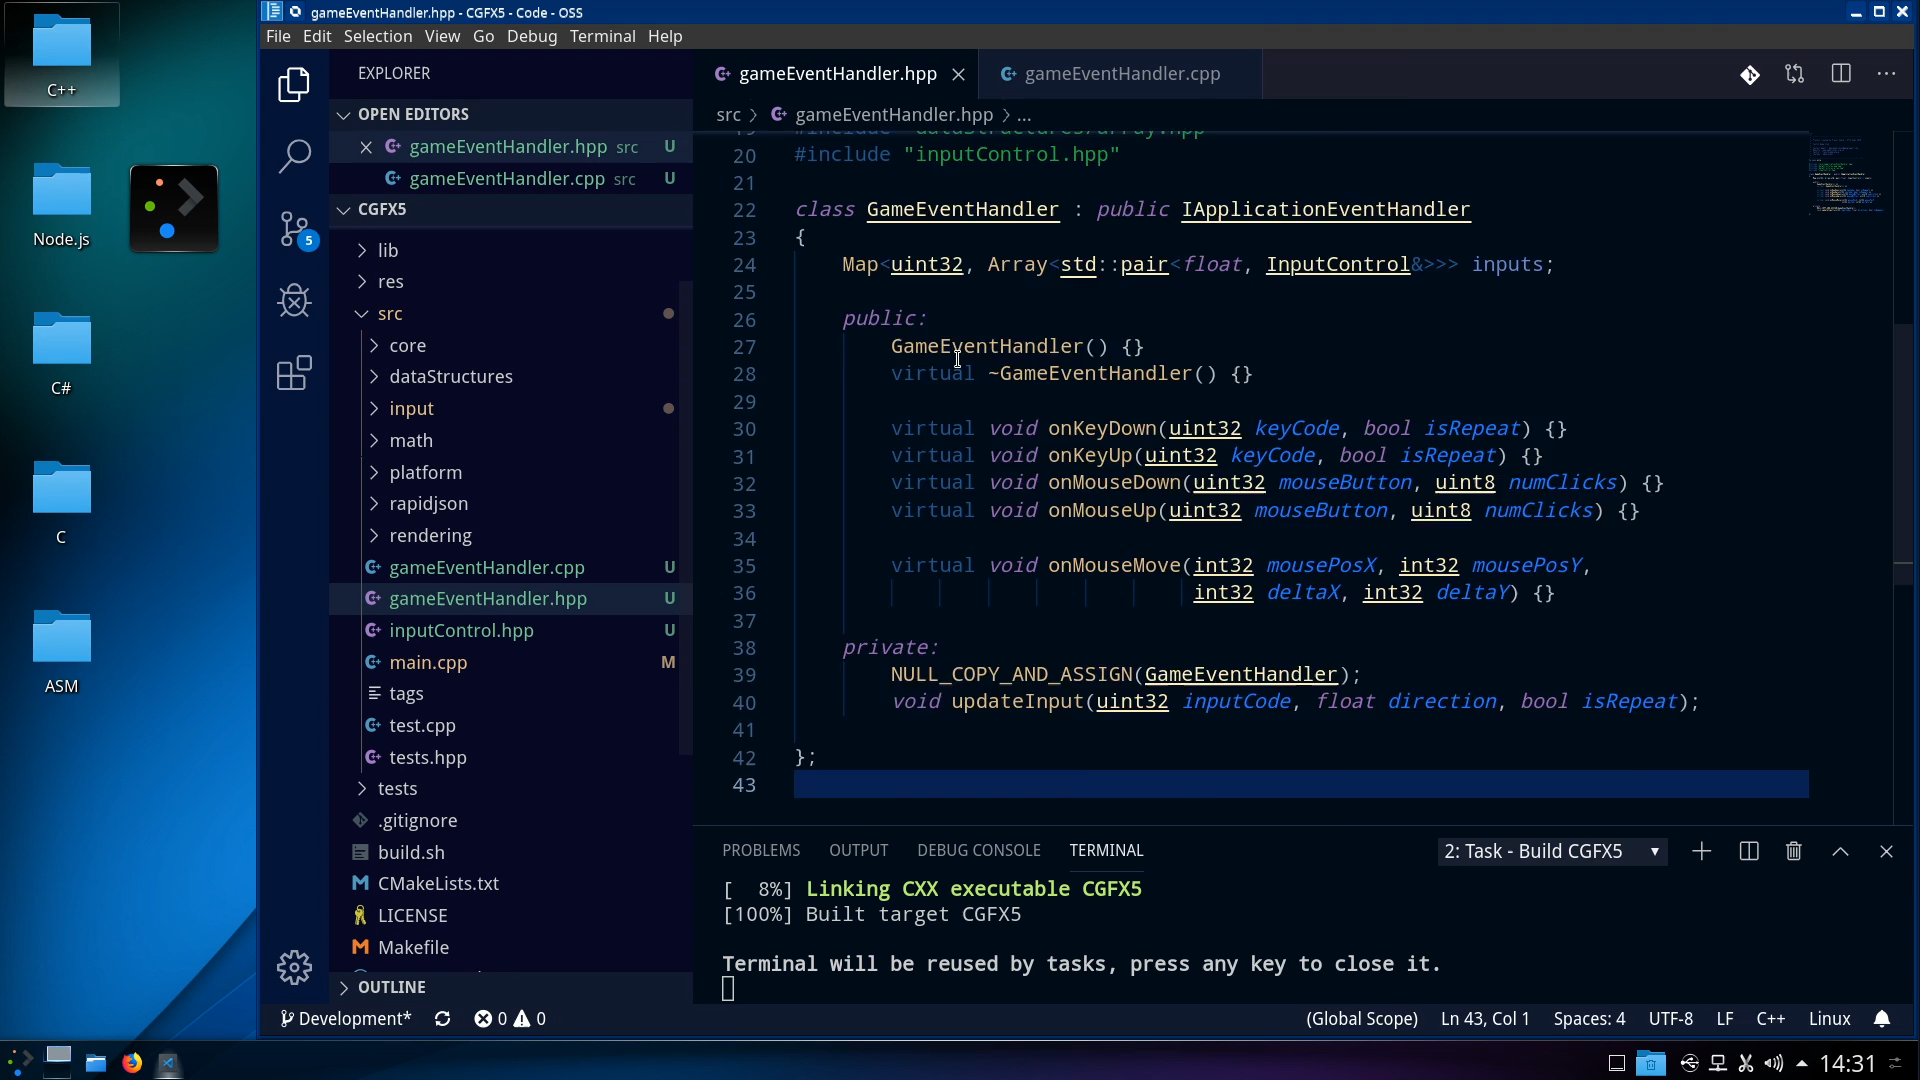 C++
Node.js
C#
C
ASM
gameEventHandler.hpp - CGFX5 - Code - OSS
File Edit Selection View Go Debug Terminal Help
5
EXPLORER
OPEN EDITORS
gameEventHandler.hpp src U
gameEventHandler.cpp src U
CGFX5
lib
res
src
core
dataStructures
input
math
platform
rapidjson
rendering
gameEventHandler.cpp U
gameEventHandler.hpp U
inputControl.hpp U
main.cpp M
tags
test.cpp
tests.hpp
tests
.gitignore
build.sh
CMakeLists.txt
LICENSE
Makefile
OUTLINE
gameEventHandler.hpp gameEventHandler.cpp
src > gameEventHandler.hpp > ...
19 #include "dataStructures/array.hpp"
20 #include "inputControl.hpp"
21
22 class GameEventHandler : public IApplicationEventHandler
23 {
24 Map<uint32, Array<std::pair<float, InputControl&>>> inputs;
25
26 public:
27 GameEventHandler() {}
28 virtual ~GameEventHandler() {}
29
30 virtual void onKeyDown(uint32 keyCode, bool isRepeat) {}
31 virtual void onKeyUp(uint32 keyCode, bool isRepeat) {}
32 virtual void onMouseDown(uint32 mouseButton, uint8 numClicks) {}
33 virtual void onMouseUp(uint32 mouseButton, uint8 numClicks) {}
34
35 virtual void onMouseMove(int32 mousePosX, int32 mousePosY,
36 int32 deltaX, int32 deltaY) {}
37
38 private:
39 NULL_COPY_AND_ASSIGN(GameEventHandler);
40 void updateInput(uint32 inputCode, float direction, bool isRepeat);
41
42 };
43
PROBLEMS OUTPUT DEBUG CONSOLE TERMINAL 2: Task - Build CGFX5
[ 8%] Linking CXX executable CGFX5
[100%] Built target CGFX5
Terminal will be reused by tasks, press any key to close it.
Development* 0 0 (Global Scope) Ln 43, Col 1 Spaces: 4 UTF-8 LF C++ Linux
14:31